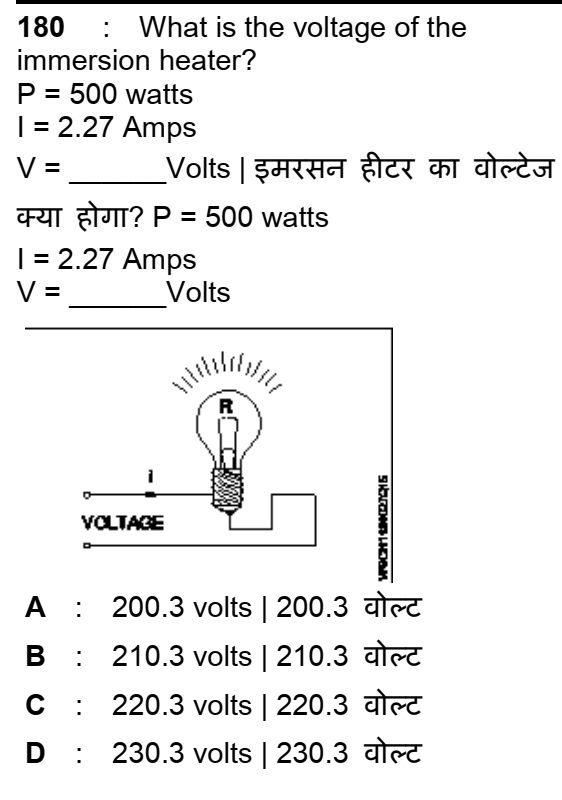 180 : What is the voltage of the
immersion heater?
P = 500 watts
I = 2.27 Amps
V = ______Volts | इमरसन हीटर का वोल्टेज
क्या होगा? P = 500 watts
I = 2.27 Amps
V = ______Volts
R
i
VOLTAGE
A : 200.3 volts | 200.3 वोल्ट
B : 210.3 volts | 210.3 वोल्ट
C : 220.3 volts | 220.3 वोल्ट
D : 230.3 volts | 230.3 वोल्ट